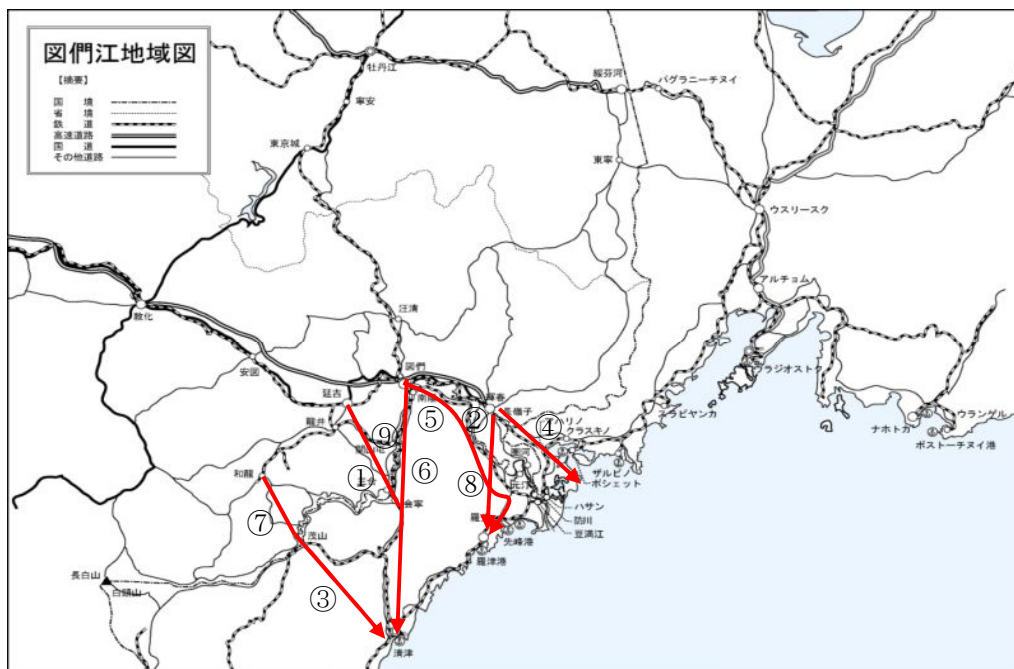 図們江地域図
【摘要】
国 境
省 境
鉄 道
高速道路
国 道
その他道路
牡丹江
寧安
東京城
綏芬河
パグラニーチヌイ
東寧
ウスリースク
アルチョム
敦化
汪清
安図
図們
延吉
南陽
琿春
長嶺子
龍井
②
④
⑤
⑨
クラスキノ
スラビヤンカ
ウラジオストク
ナホトカ
ウランゲル
ボストーチヌイ港
和龍
①
⑥
⑧
ザルビノ
ポシェット
ハサン
防川
豆満江
会寧
⑦
茂山
先峰港
羅津港
長白山
白頭山
③
清津